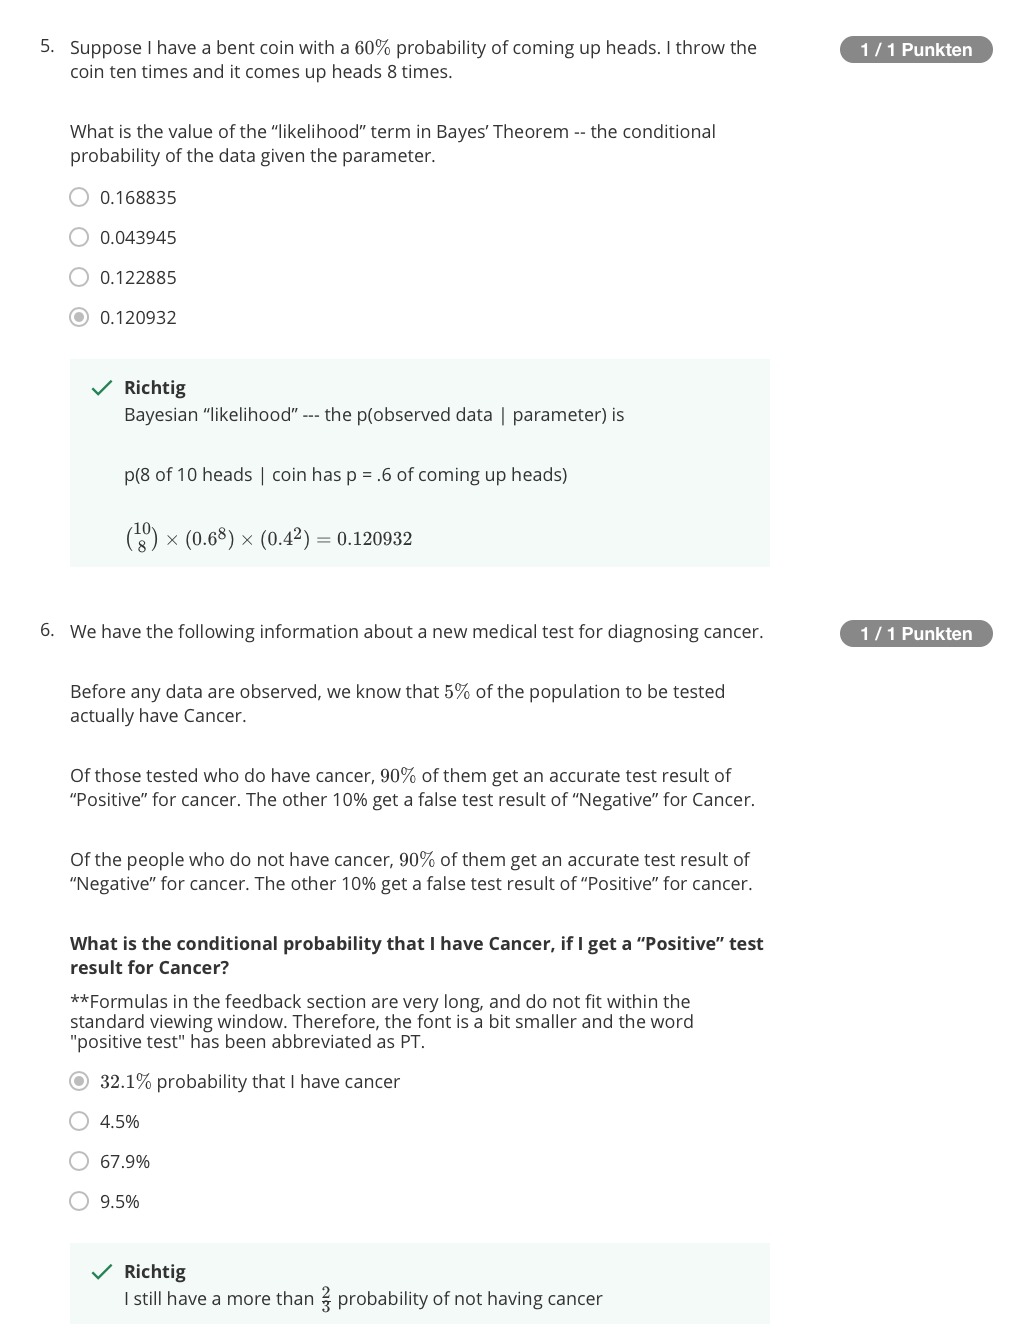 5. Suppose I have a bent coin with a 60% probability of coming up heads. I throw the
coin ten times and it comes up heads 8 times.
1 / 1 Punkten
What is the value of the “likelihood” term in Bayes’ Theorem -- the conditional
probability of the data given the parameter.
0.168835
0.043945
0.122885
0.120932
Richtig
Bayesian “likelihood” --- the p(observed data | parameter) is
p(8 of 10 heads | coin has p = .6 of coming up heads)
(10 8) × (0.6⁸) × (0.4²) = 0.120932
6. We have the following information about a new medical test for diagnosing cancer.
1 / 1 Punkten
Before any data are observed, we know that 5% of the population to be tested
actually have Cancer.
Of those tested who do have cancer, 90% of them get an accurate test result of
“Positive” for cancer. The other 10% get a false test result of “Negative” for Cancer.
Of the people who do not have cancer, 90% of them get an accurate test result of
“Negative” for cancer. The other 10% get a false test result of “Positive” for cancer.
What is the conditional probability that I have Cancer, if I get a “Positive” test
result for Cancer?
**Formulas in the feedback section are very long, and do not fit within the
standard viewing window. Therefore, the font is a bit smaller and the word
"positive test" has been abbreviated as PT.
32.1% probability that I have cancer
4.5%
67.9%
9.5%
Richtig
I still have a more than 2/3 probability of not having cancer